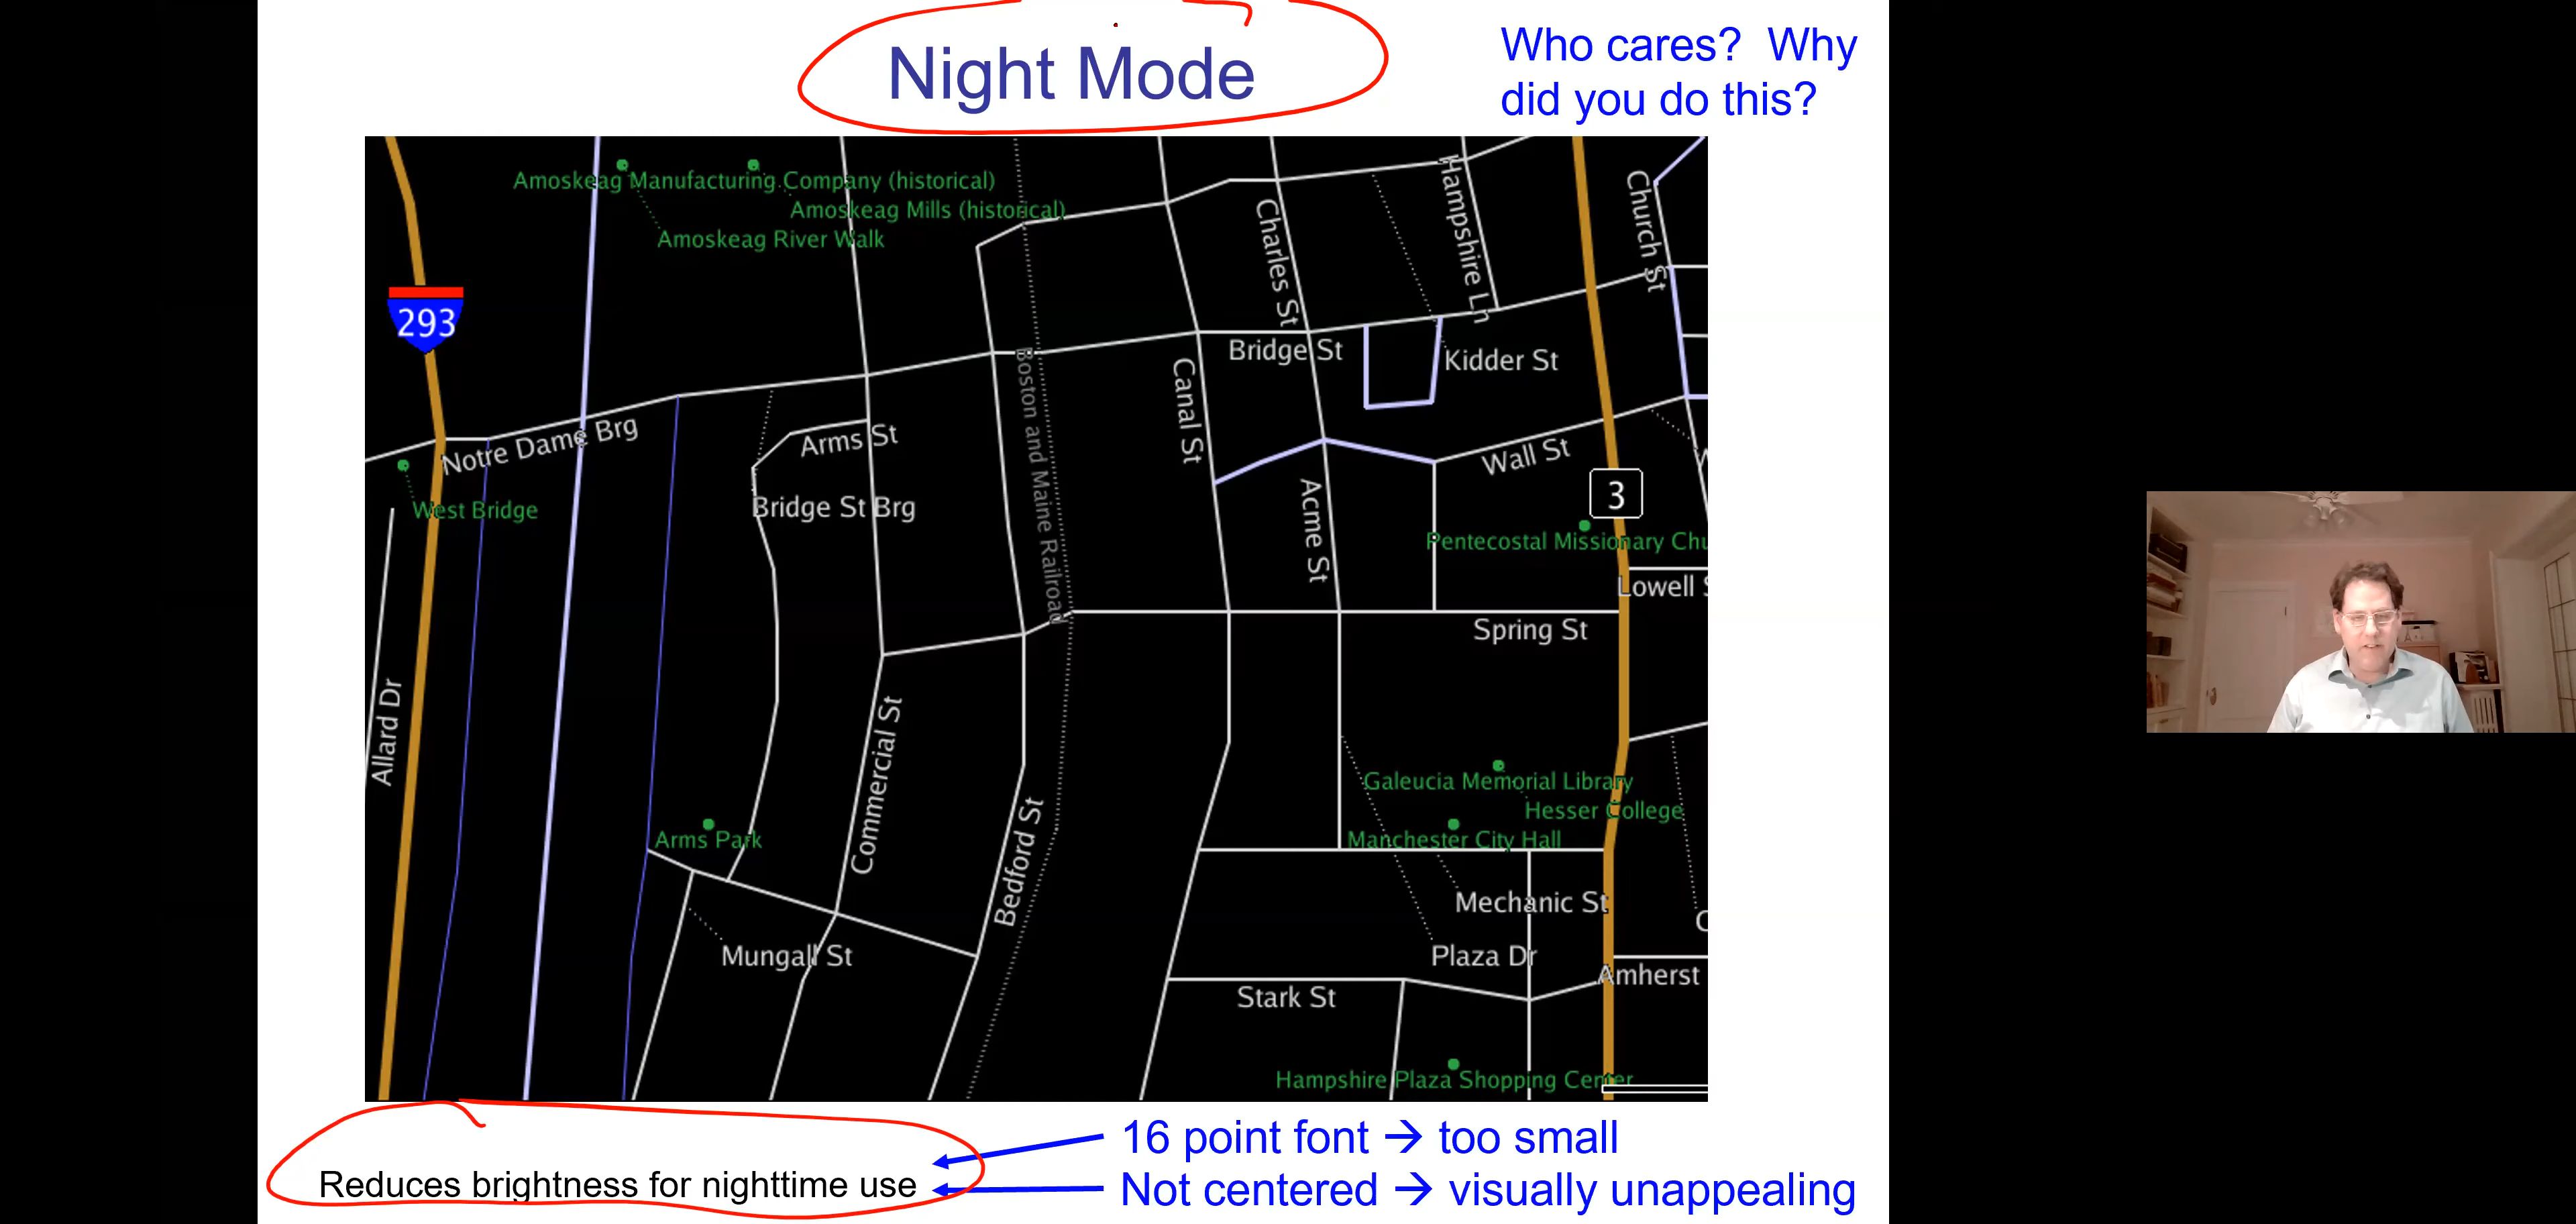 Night Mode
Who cares? Why
did you do this?
Amoskeag Manufacturing Company (historical)
Amoskeag Mills (historical)
Amoskeag River Walk
Hampshire Ln
Church St
Charles St
293
Bridge St
Kidder St
Boston and Maine Railroad
Canal St
Notre Dame Brg
Arms St
Wall St
3
Bridge St Brg
West Bridge
Acme St
Pentecostal Missionary Chu
Lowell S
Spring St
Allard Dr
Commercial St
Galeucia Memorial Library
Hesser College
Arms Park
Manchester City Hall
Bedford St
Mechanic St
C
Mungall St
Plaza Dr
Amherst
Stark St
Hampshire Plaza Shopping Center
16 point font → too small
Reduces brightness for nighttime use
Not centered → visually unappealing